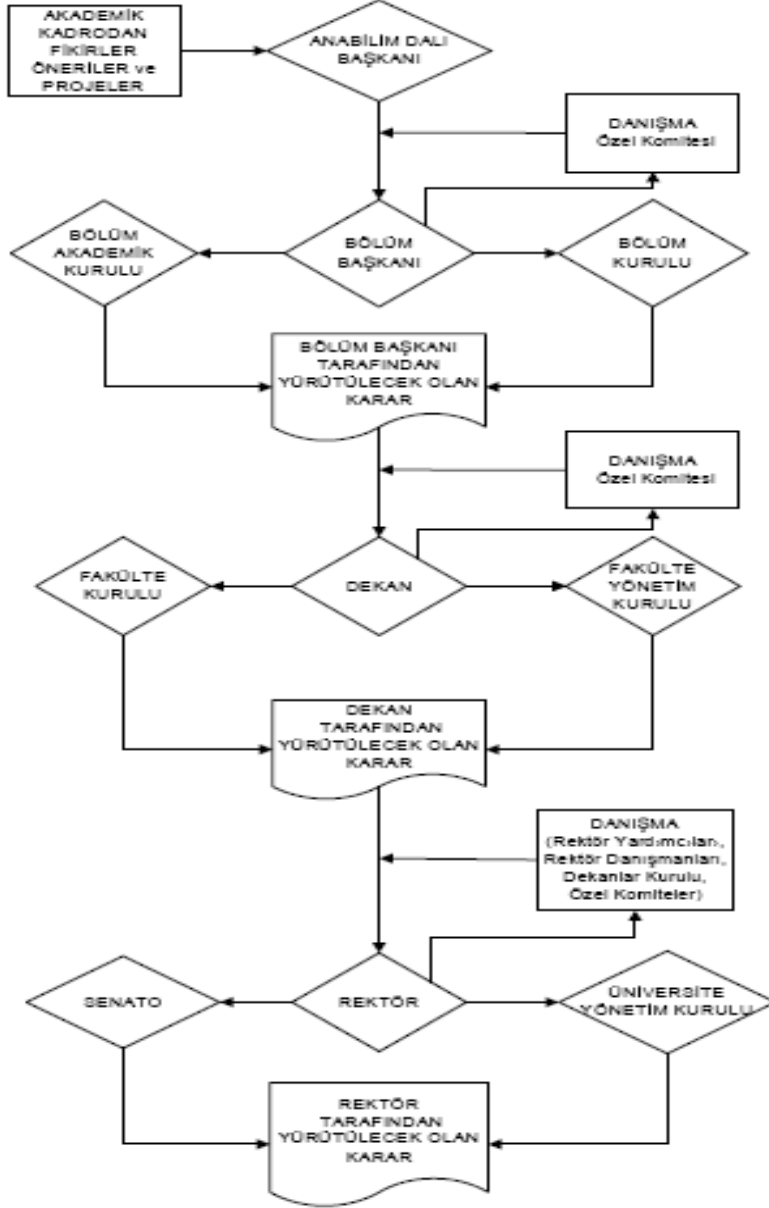 AKADEMİK
KADRODAN
FİKİRLER
ÖNERİLER ve
PROJELER
ANABİLİM DALI
BAŞKANI
DANIŞMA
Özel Komitesi
BÖLÜM
AKADEMİK
KURULU
BÖLÜM
BAŞKANI
BÖLÜM
KURULU
BÖLÜM BAŞKANI
TARAFINDAN
YÜRÜTÜLECEK OLAN
KARAR
DANIŞMA
Özel Komitesi
FAKÜLTE
KURULU
DEKAN
FAKÜLTE
YÖNETİM
KURULU
DEKAN
TARAFINDAN
YÜRÜTÜLECEK OLAN
KARAR
DANIŞMA
(Rektör Yardımcıları,
Rektör Danışmanları,
Dekanlar Kurulu,
Özel Komiteler)
SENATO
REKTÖR
ÜNİVERSİTE
YÖNETİM KURULU
REKTÖR
TARAFINDAN
YÜRÜTÜLECEK OLAN
KARAR